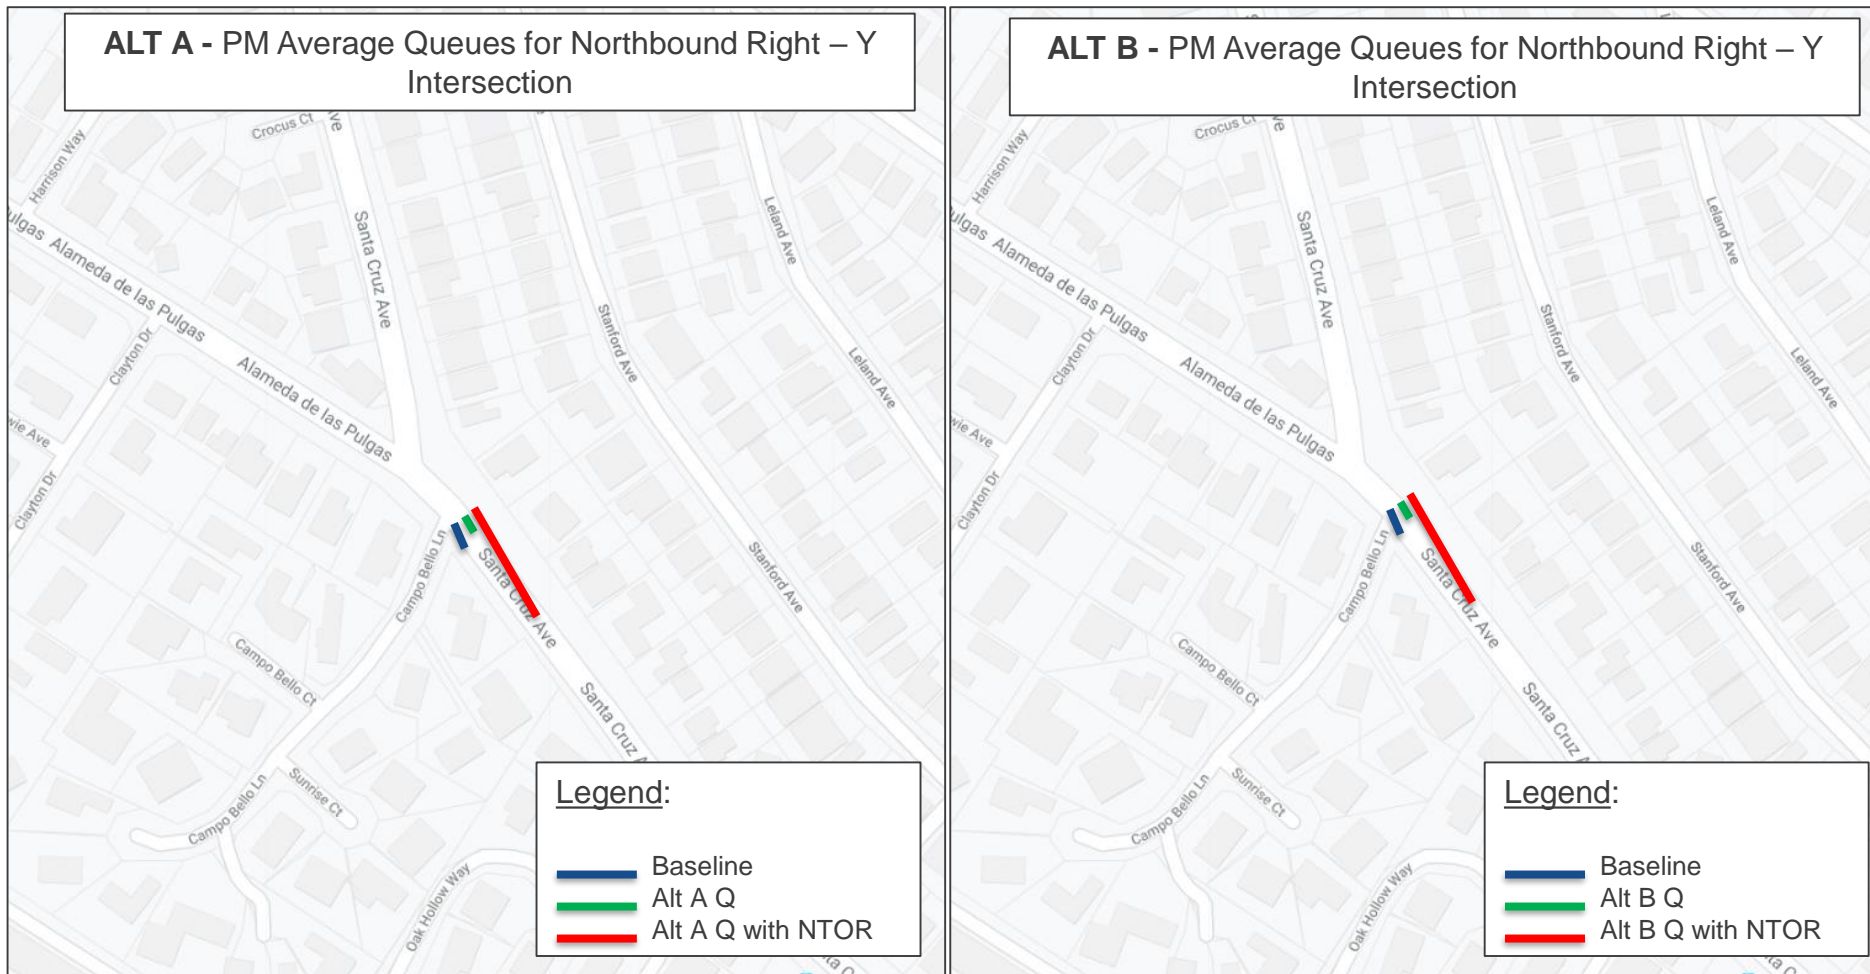 ALT A - PM Average Queues for Northbound Right – Y
Intersection
Crocus Ct
Harrison Way
Santa Cruz Ave
Leland Ave
Alameda de las Pulgas
Clayton Dr
Stanford Ave
Leland Ave
Alameda de las Pulgas
Clayton Dr
Campo Bello Ln
Santa Cruz Ave
Stanford Ave
Campo Bello Ct
Santa Cruz A
Sunrise Ct
Campo Bello Ln
Oak Hollow Way
Legend:
Baseline
Alt A Q
Alt A Q with NTOR
ALT B - PM Average Queues for Northbound Right – Y
Intersection
Crocus Ct
Harrison Way
Santa Cruz Ave
Leland Ave
ulgas Alameda de las Pulgas
Clayton Dr
Stanford Ave
Leland Ave
Alameda de las Pulgas
Clayton Dr
Campo Bello Ln
Santa Cruz Ave
Stanford Ave
Campo Bello Ct
Santa Cruz A
Sunrise Ct
Campo Bello Ln
Oak Hollow Way
Legend:
Baseline
Alt B Q
Alt B Q with NTOR